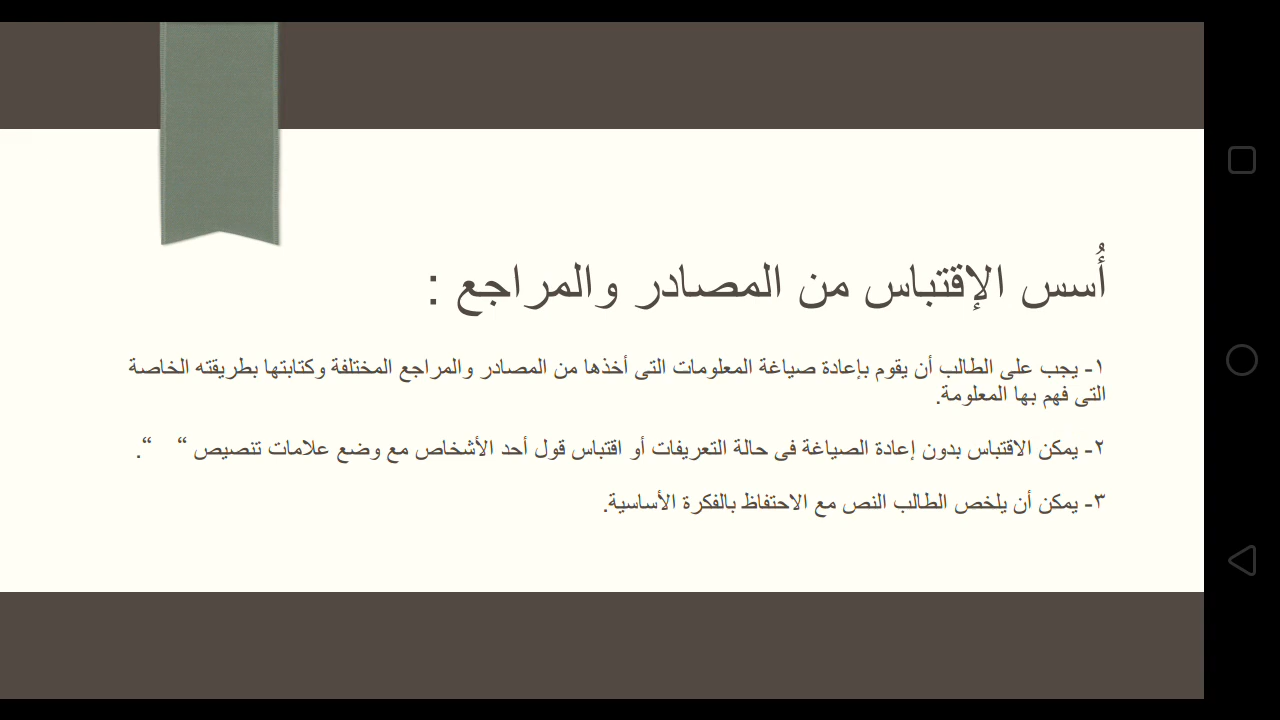 أُسس الإقتباس من المصادر والمراجع :
١- يجب على الطالب أن يقوم بإعادة صياغة المعلومات التى أخذها من المصادر والمراجع المختلفة وكتابتها بطريقته الخاصة
التى فهم بها المعلومة.
٢- يمكن الاقتباس بدون إعادة الصياغة فى حالة التعريفات أو اقتباس قول أحد الأشخاص مع وضع علامات تنصيص “ “.
٣- يمكن أن يلخص الطالب النص مع الاحتفاظ بالفكرة الأساسية.